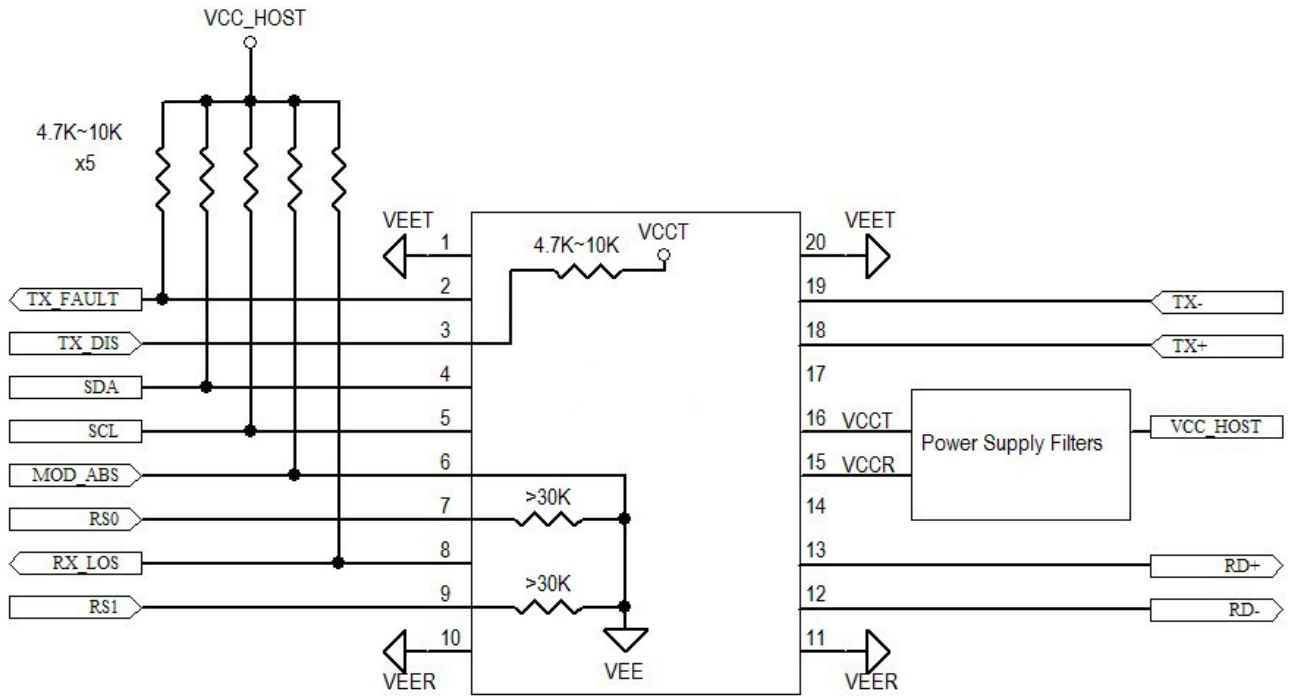 VCC_HOST
4.7K~10K
x5
VEET
1
4.7K~10K
VCCT
20
VEET
TX_FAULT
2
19
TX-
TX_DIS
3
18
TX+
SDA
4
17
SCL
5
16
VCCT
Power Supply Filters
VCC_HOST
MOD_ABS
6
15
VCCR
RS0
7
>30K
14
RX_LOS
8
13
RD+
RS1
9
>30K
12
RD-
10
VEER
VEE
11
VEER